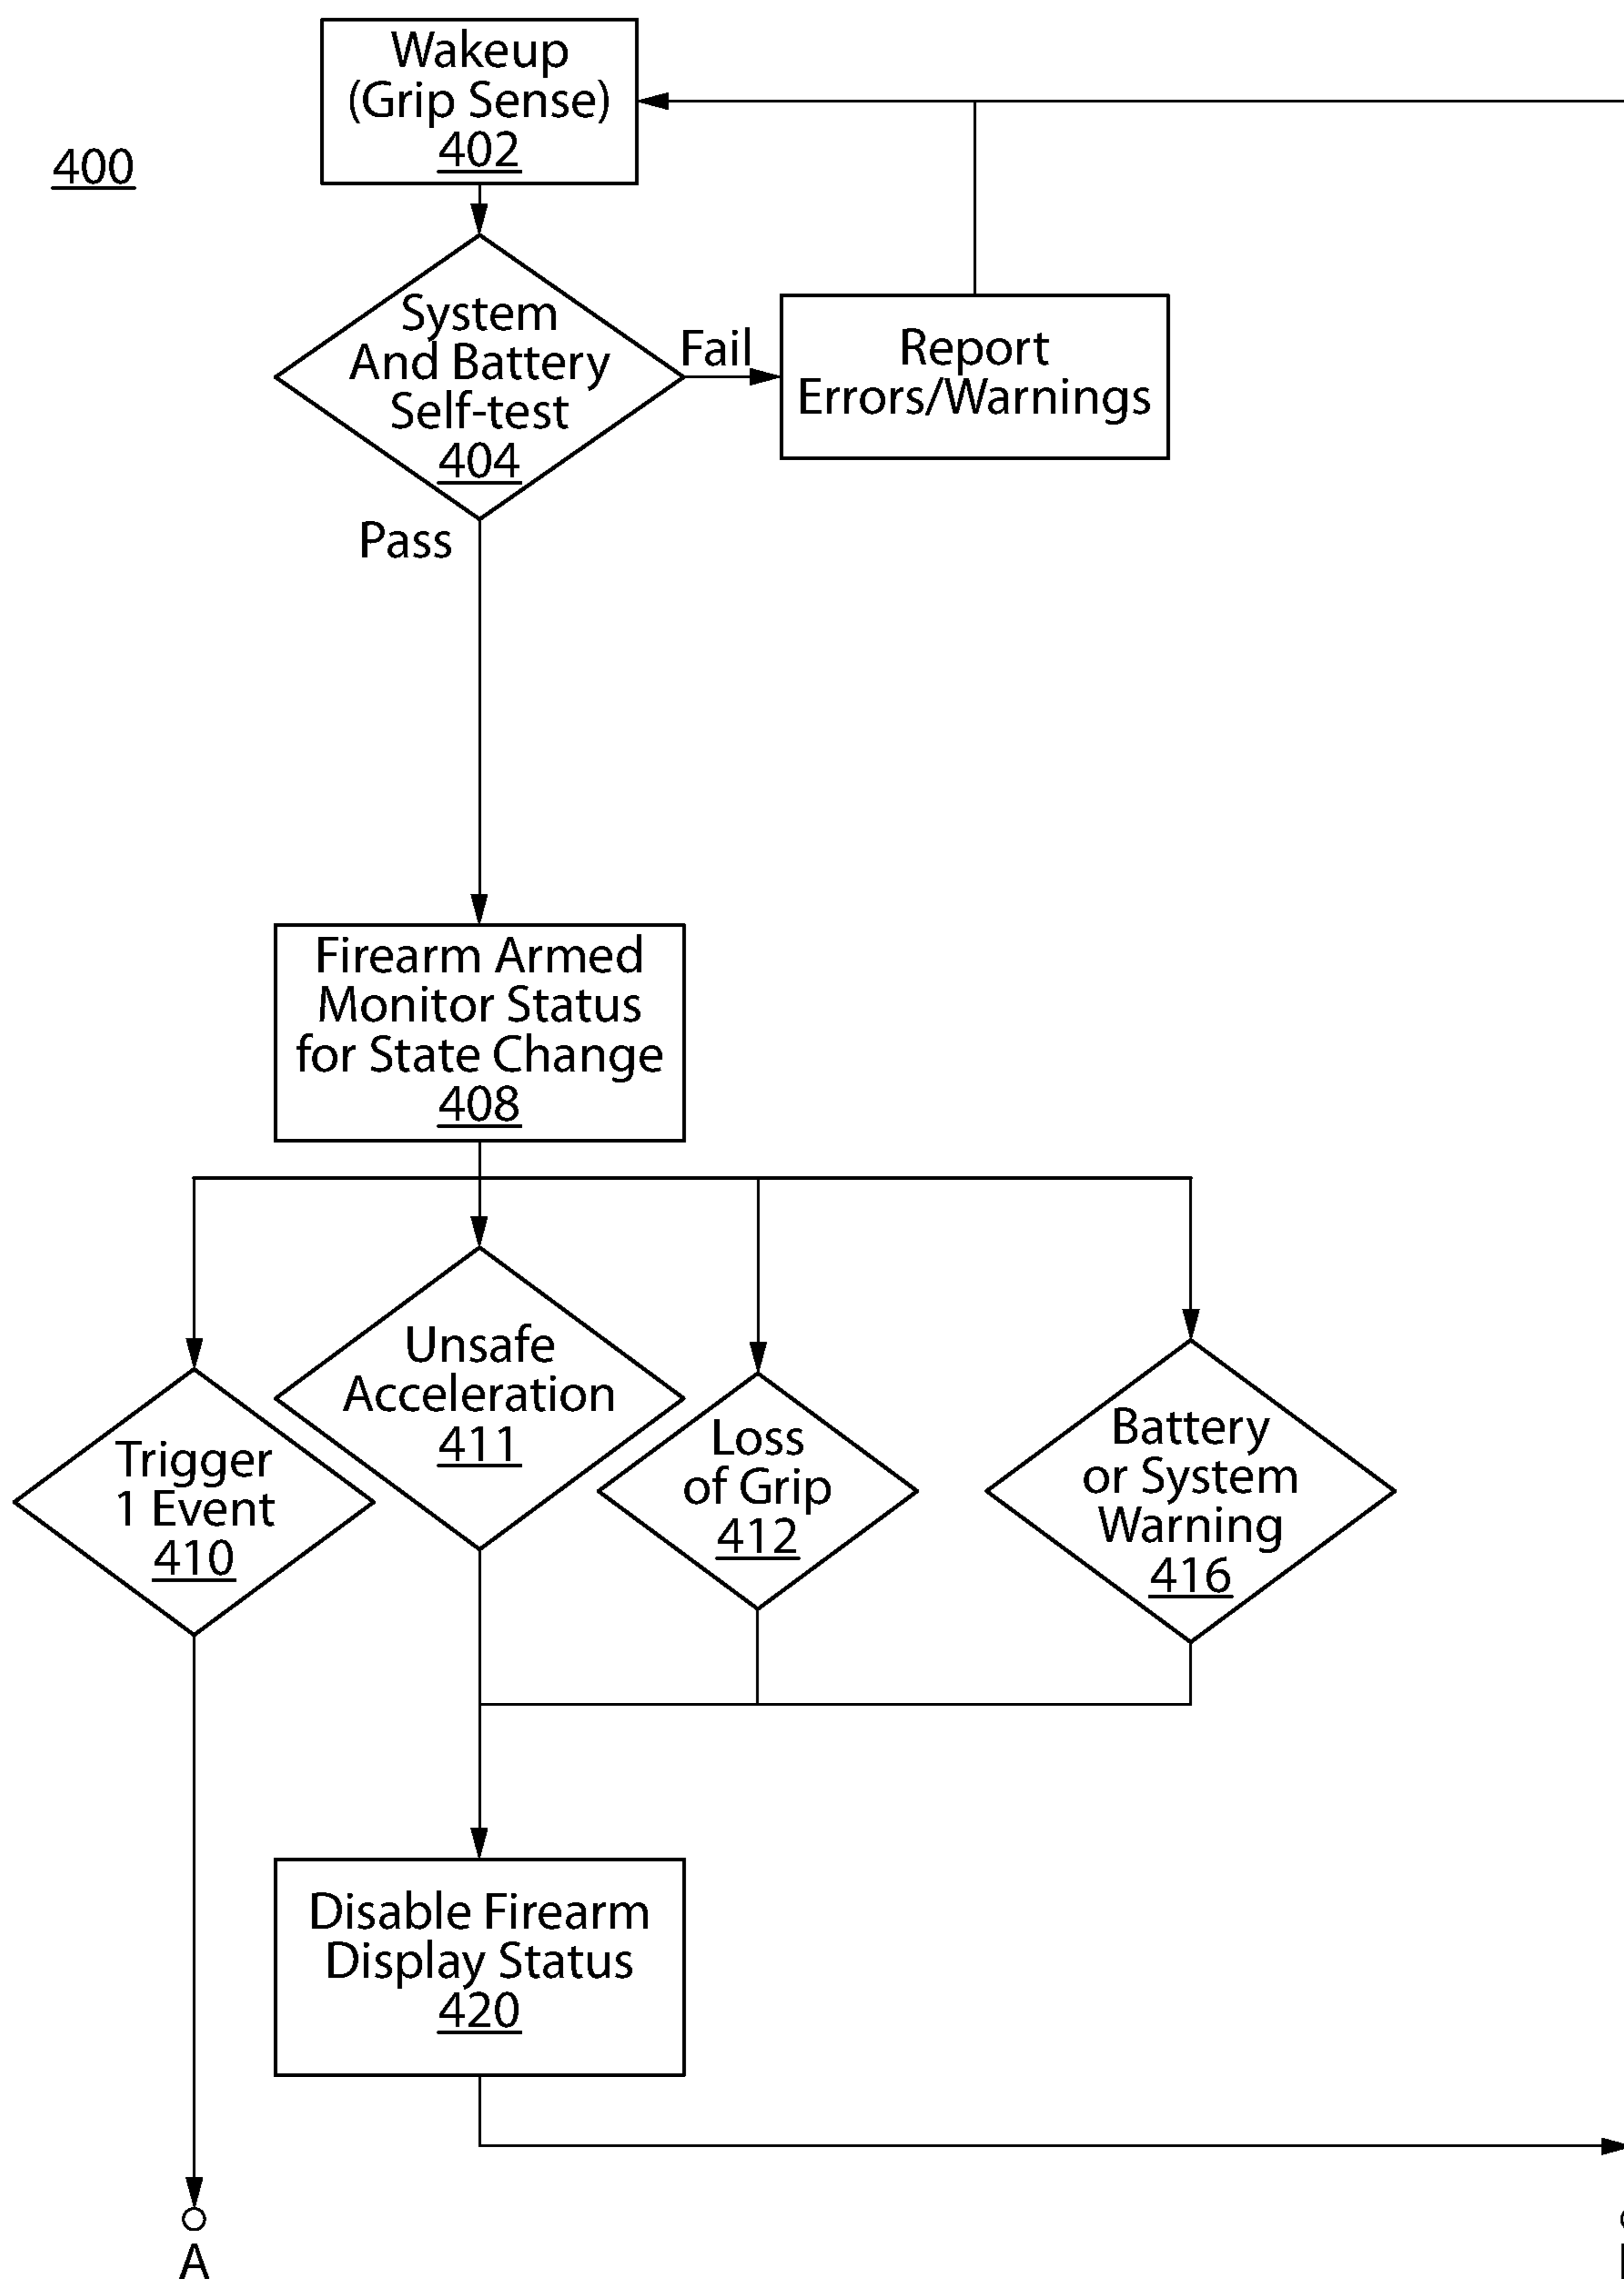 Wakeup
(Grip Sense)
402
400
System
And Battery
Self-test
404
Fail
Report
Errors/Warnings
Pass
Firearm Armed
Monitor Status
for State Change
408
Trigger
1 Event
410
Unsafe
Acceleration
411
Loss
of Grip
412
Battery
or System
Warning
416
Disable Firearm
Display Status
420
A